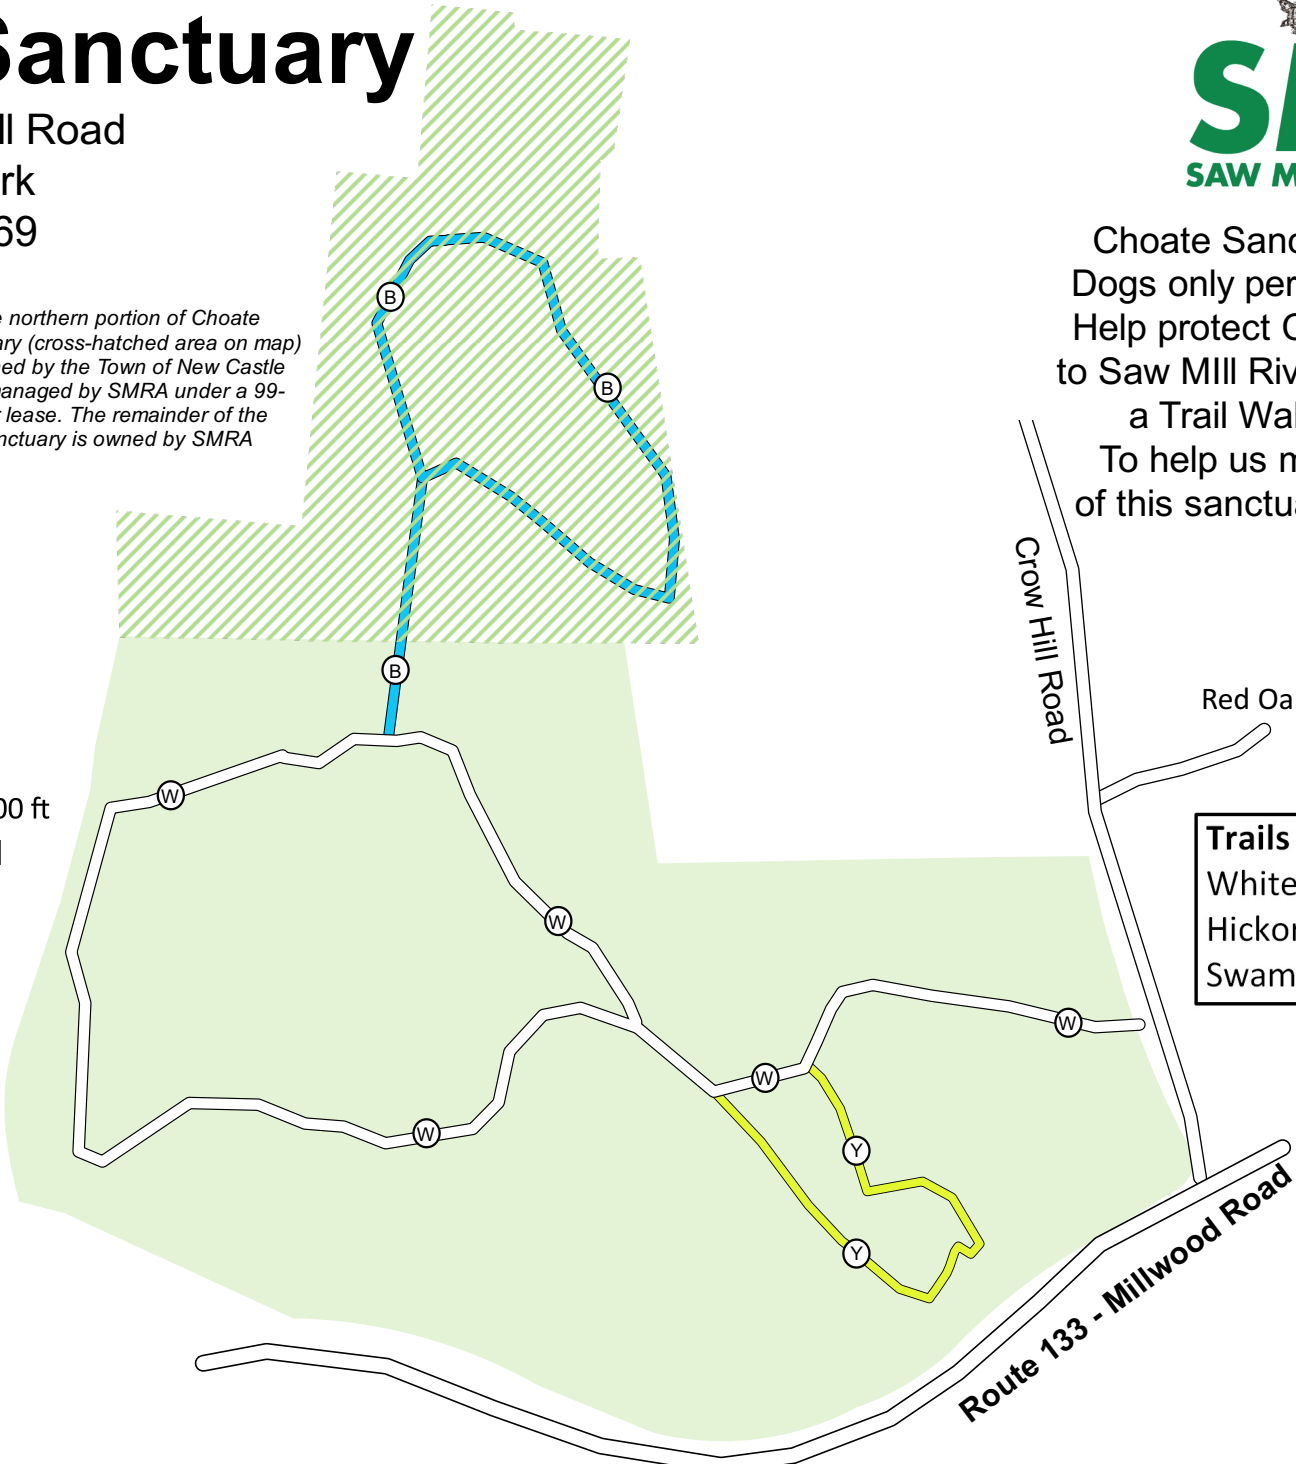 Sanctuary
ll Road
rk
69
e northern portion of Choate
ary (cross-hatched area on map)
ned by the Town of New Castle
managed by SMRA under a 99-
r lease. The remainder of the
nctuary is owned by SMRA
SAW M
Choate Sanc
Dogs only per
Help protect
to Saw MIll Riv
a Trail Wal
To help us m
of this sanctua
Crow Hill Road
Red Oa
00 ft
Trails
White
Hickor
Swam
B
B
B
W
W
W
W
W
Y
Y
Route 133 - Millwood Road